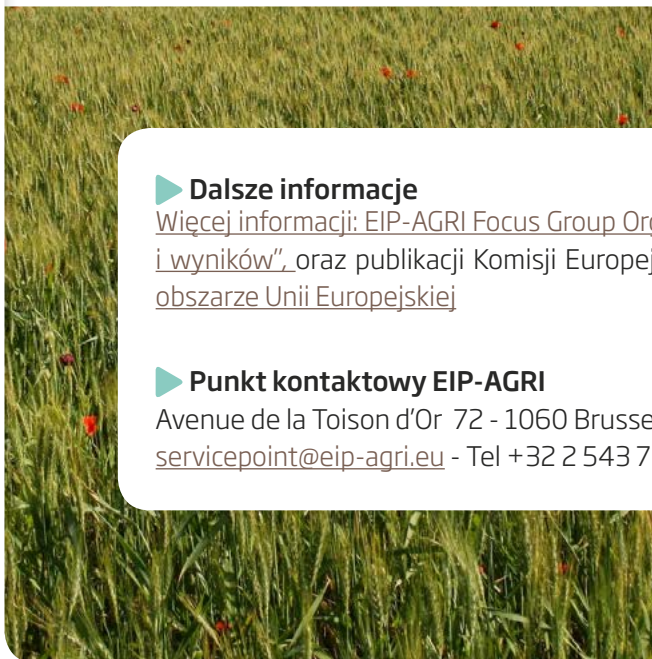 Dalsze informacje
Więcej informacji: EIP-AGRI Focus Group
i wyników”, oraz publikacji Komisji
obszarze Unii Europejskiej
Punkt kontaktowy EIP-AGRI
Avenue de la Toison d’Or 72 - 1060
servicepoint@eip-agri.eu - Tel +32 2 543 7